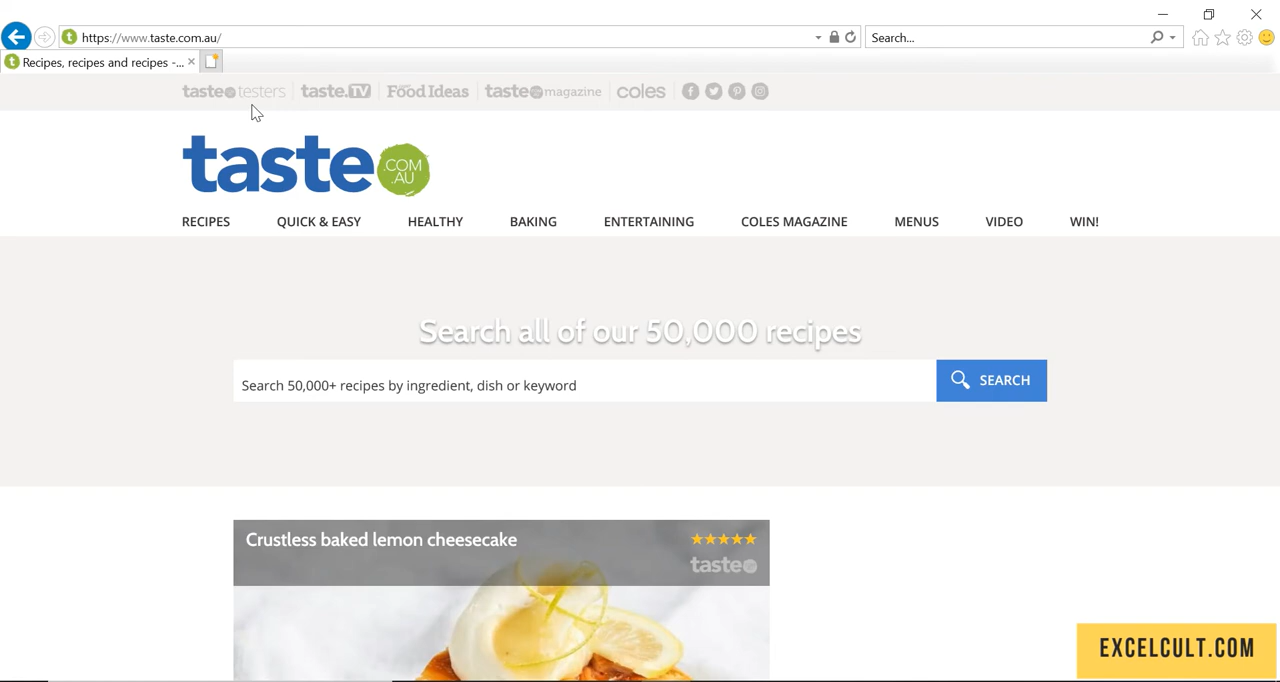 https://www.taste.com.au/
Search...
t Recipes, recipes and recipes -...
taste testers
taste.TV
Food Ideas
taste magazine
coles
taste .COM .AU
RECIPES QUICK & EASY HEALTHY BAKING ENTERTAINING COLES MAGAZINE MENUS VIDEO WIN!
Search all of our 50,000 recipes
Search 50,000+ recipes by ingredient, dish or keyword
SEARCH
Crustless baked lemon cheesecake
taste
EXCELCULT.COM